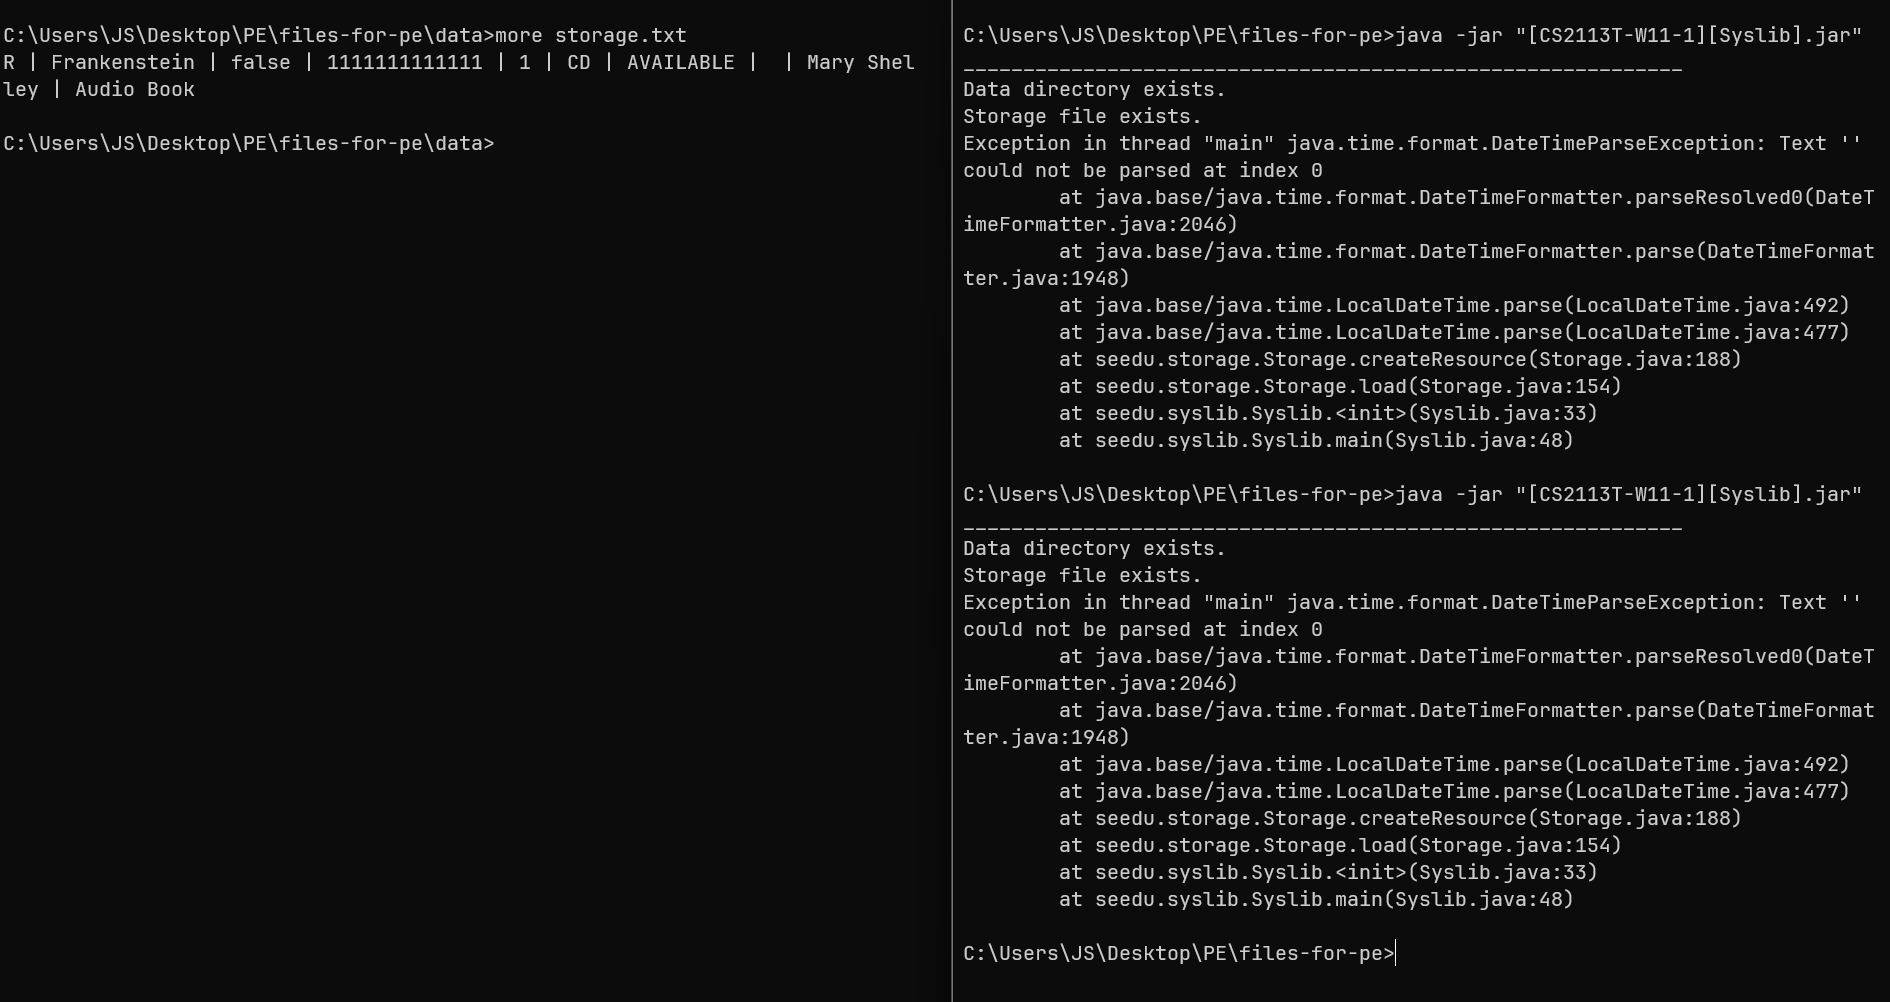 C:\Users\JS\Desktop\PE\files-for-pe\data>more storage.txt
R | Frankenstein | false | 1111111111111 | 1 | CD | AVAILABLE |  | Mary Shel
ley | Audio Book
C:\Users\JS\Desktop\PE\files-for-pe\data>
C:\Users\JS\Desktop\PE\files-for-pe>java -jar "[CS2113T-W11-1][Syslib].jar"
____________________________________________________________
Data directory exists.
Storage file exists.
Exception in thread "main" java.time.format.DateTimeParseException: Text ''
could not be parsed at index 0
        at java.base/java.time.format.DateTimeFormatter.parseResolved0(DateT
imeFormatter.java:2046)
        at java.base/java.time.format.DateTimeFormatter.parse(DateTimeFormat
ter.java:1948)
        at java.base/java.time.LocalDateTime.parse(LocalDateTime.java:492)
        at java.base/java.time.LocalDateTime.parse(LocalDateTime.java:477)
        at seedu.storage.Storage.createResource(Storage.java:188)
        at seedu.storage.Storage.load(Storage.java:154)
        at seedu.syslib.Syslib.<init>(Syslib.java:33)
        at seedu.syslib.Syslib.main(Syslib.java:48)
C:\Users\JS\Desktop\PE\files-for-pe>java -jar "[CS2113T-W11-1][Syslib].jar"
____________________________________________________________
Data directory exists.
Storage file exists.
Exception in thread "main" java.time.format.DateTimeParseException: Text ''
could not be parsed at index 0
        at java.base/java.time.format.DateTimeFormatter.parseResolved0(DateT
imeFormatter.java:2046)
        at java.base/java.time.format.DateTimeFormatter.parse(DateTimeFormat
ter.java:1948)
        at java.base/java.time.LocalDateTime.parse(LocalDateTime.java:492)
        at java.base/java.time.LocalDateTime.parse(LocalDateTime.java:477)
        at seedu.storage.Storage.createResource(Storage.java:188)
        at seedu.storage.Storage.load(Storage.java:154)
        at seedu.syslib.Syslib.<init>(Syslib.java:33)
        at seedu.syslib.Syslib.main(Syslib.java:48)
C:\Users\JS\Desktop\PE\files-for-pe>